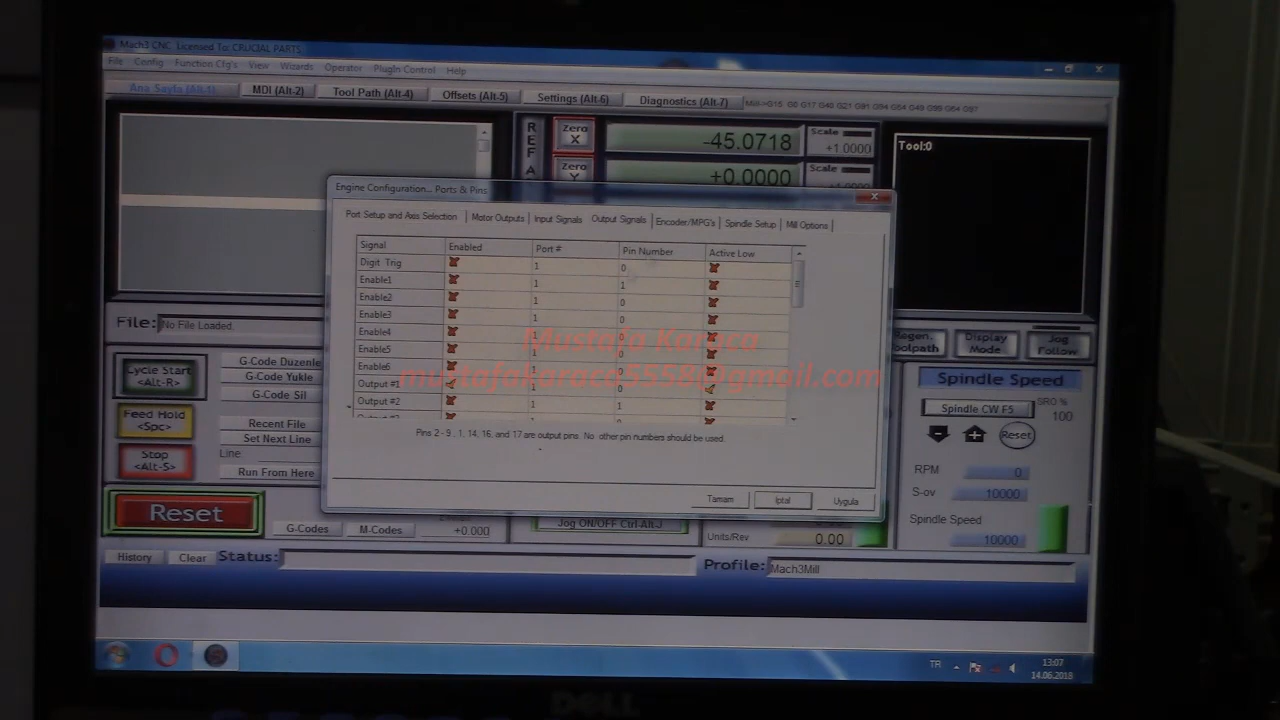 Mach3 CNC Licensed To: CRUCIAL PARTS
File Config Function Cfg's View Wizards Operator PlugIn Control Help
Ana Sayfa (Alt-1) MDI (Alt-2) Tool Path (Alt-4) Offsets (Alt-5) Settings (Alt-6) Diagnostics (Alt-7)
REF A
Zero X -45.0718 Scale +1.0000
Zero Y +0.0000 Scale
Tool:0
Engine Configuration... Ports & Pins
Port Setup and Axis Selection Motor Outputs Input Signals Output Signals Encoder/MPG's Spindle Setup Mill Options
Signal Enabled Port # Pin Number Active Low
Digit Trig 1 0
Enable1 1 1
Enable2 1 0
Enable3 1 0
Enable4 1 0
Enable5 1 0
Enable6 1 0
Output #1 1 0
Output #2 1 1
Pins 2 - 9 , 1, 14, 16, and 17 are output pins. No other pin numbers should be used.
Tamam İptal Uygula
Mustafa Karaca
mustafakaraca5558@gmail.com
File: No File Loaded.
Regen. Toolpath Display Mode Jog Follow
Cycle Start <Alt-R>
Feed Hold <Spc>
Stop <Alt-S>
G-Code Duzenle
G-Code Yukle
G-Code Sil
Recent File
Set Next Line
Line:
Run From Here
Spindle Speed
Spindle CW F5
SRO %
100
Reset
RPM 0
S-ov 10000
Spindle Speed
10000
Reset
G-Codes M-Codes +0.000
Jog ON/OFF Ctrl-Alt-J
Units/Rev 0.00
History Clear Status:
Profile: Mach3Mill
TR
13:07
14.06.2018
DELL